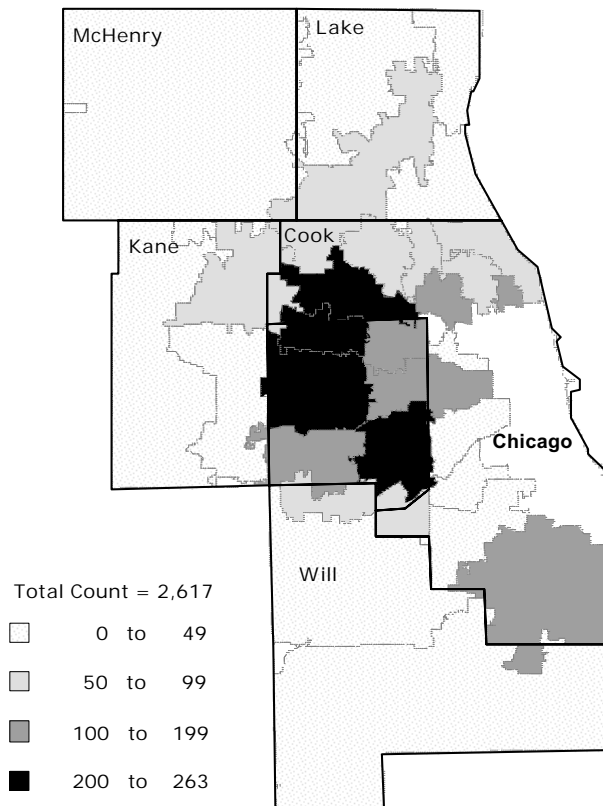 McHenry
Lake
Kane
Cook
Chicago
Will
Total Count = 2,617
0 to 49
50 to 99
100 to 199
200 to 263